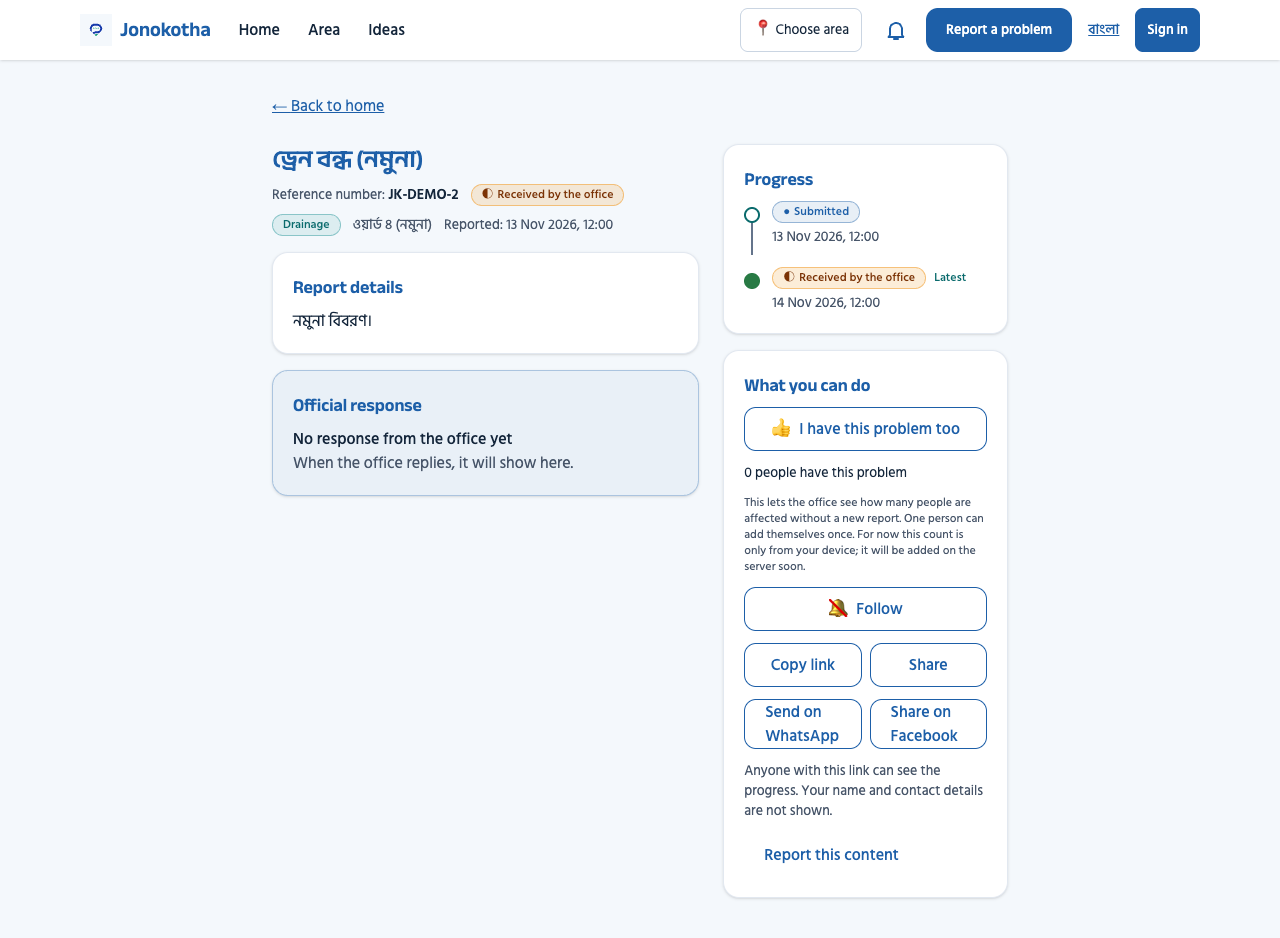 Jonokotha Home Area Ideas Choose area Report a problem বাংলা Sign in
← Back to home
ড্রেন বন্ধ (নমুনা)
Reference number: JK-DEMO-2 Received by the office
Drainage ওয়ার্ড ৪ (নমুনা) Reported: 13 Nov 2026, 12:00
Report details
নমুনা বিবরণ।
Official response
No response from the office yet
When the office replies, it will show here.
Progress
Submitted
13 Nov 2026, 12:00
Received by the office Latest
14 Nov 2026, 12:00
What you can do
👍 I have this problem too
0 people have this problem
This lets the office see how many people are
affected without a new report. One person can
add themselves once. For now this count is
only from your device; it will be added on the
server soon.
🔕 Follow
Copy link Share
Send on
WhatsApp
Share on
Facebook
Anyone with this link can see the
progress. Your name and contact details
are not shown.
Report this content